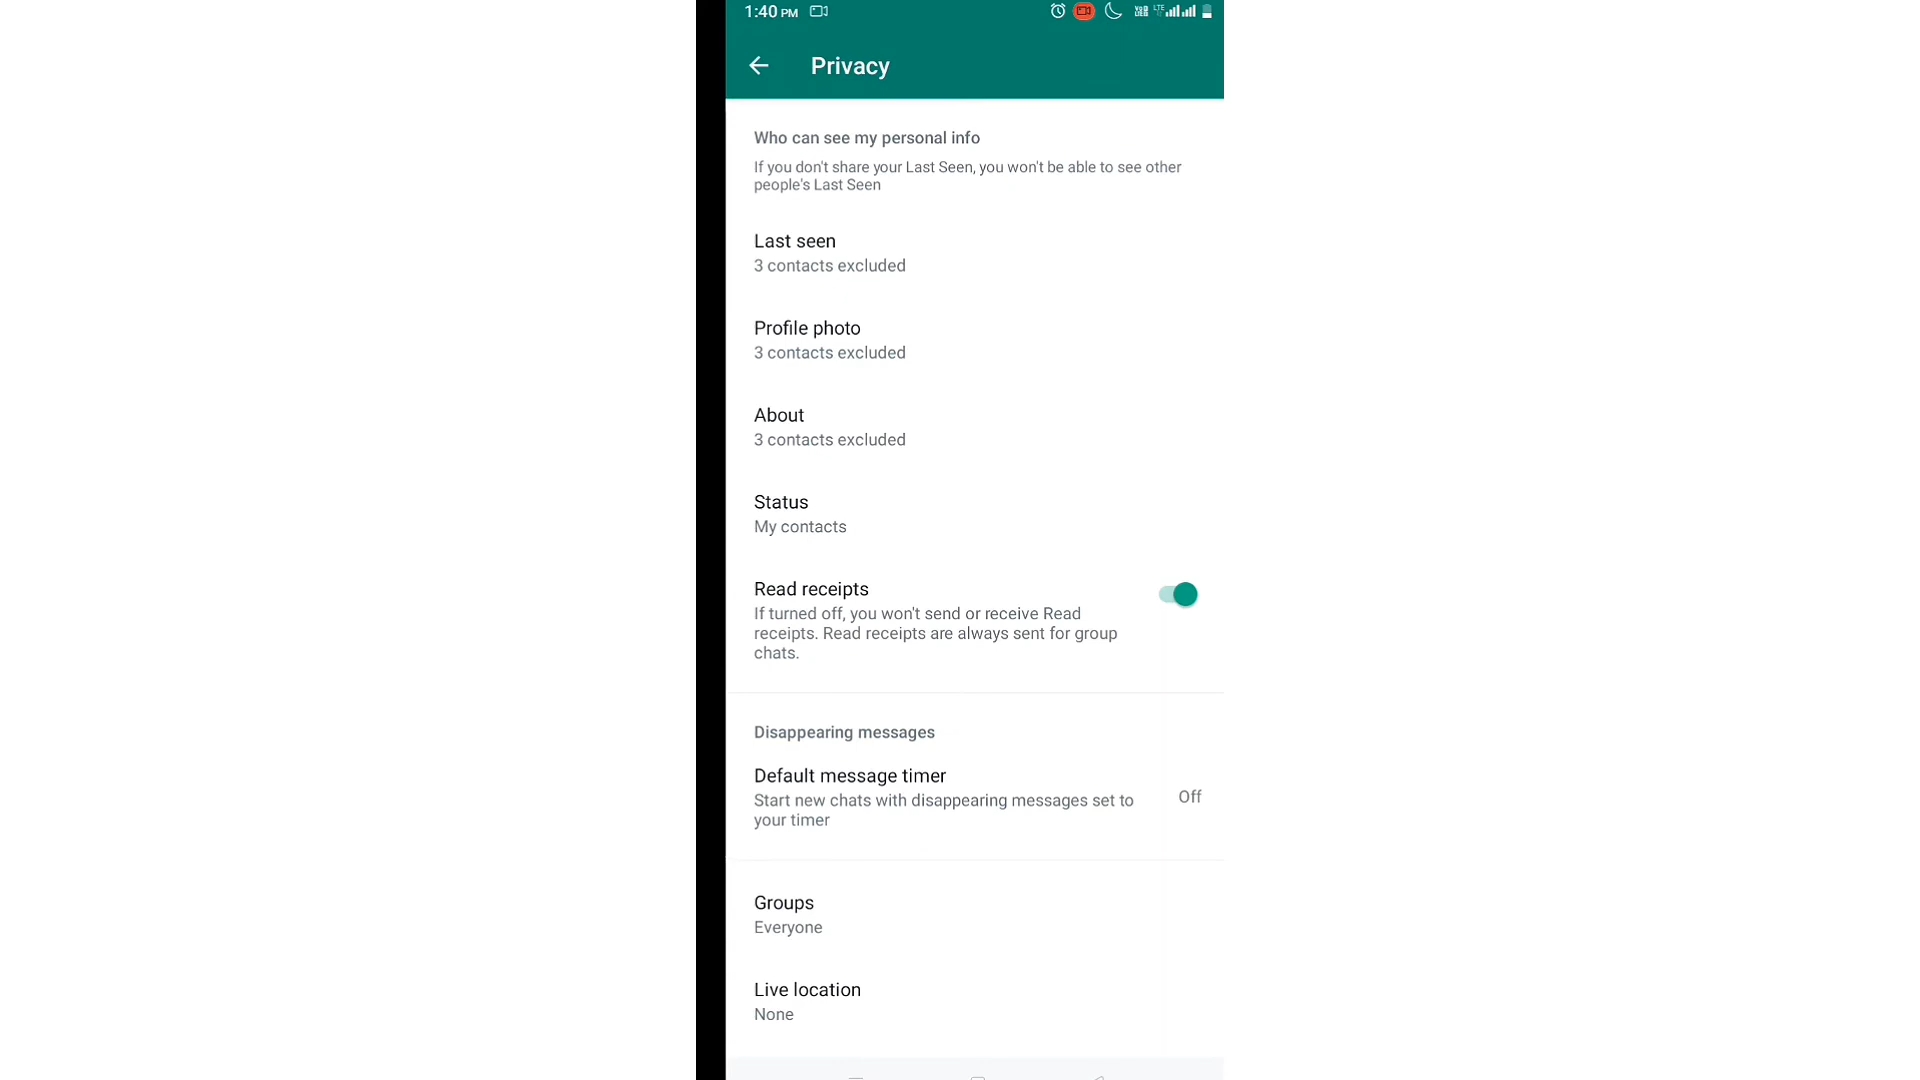 1:40 PM
Privacy
Who can see my personal info
If you don't share your Last Seen, you won't be able to see other
people's Last Seen
Last seen
3 contacts excluded
Profile photo
3 contacts excluded
About
3 contacts excluded
Status
My contacts
Read receipts
If turned off, you won't send or receive Read
receipts. Read receipts are always sent for group
chats.
Disappearing messages
Default message timer
Start new chats with disappearing messages set to
your timer
Off
Groups
Everyone
Live location
None